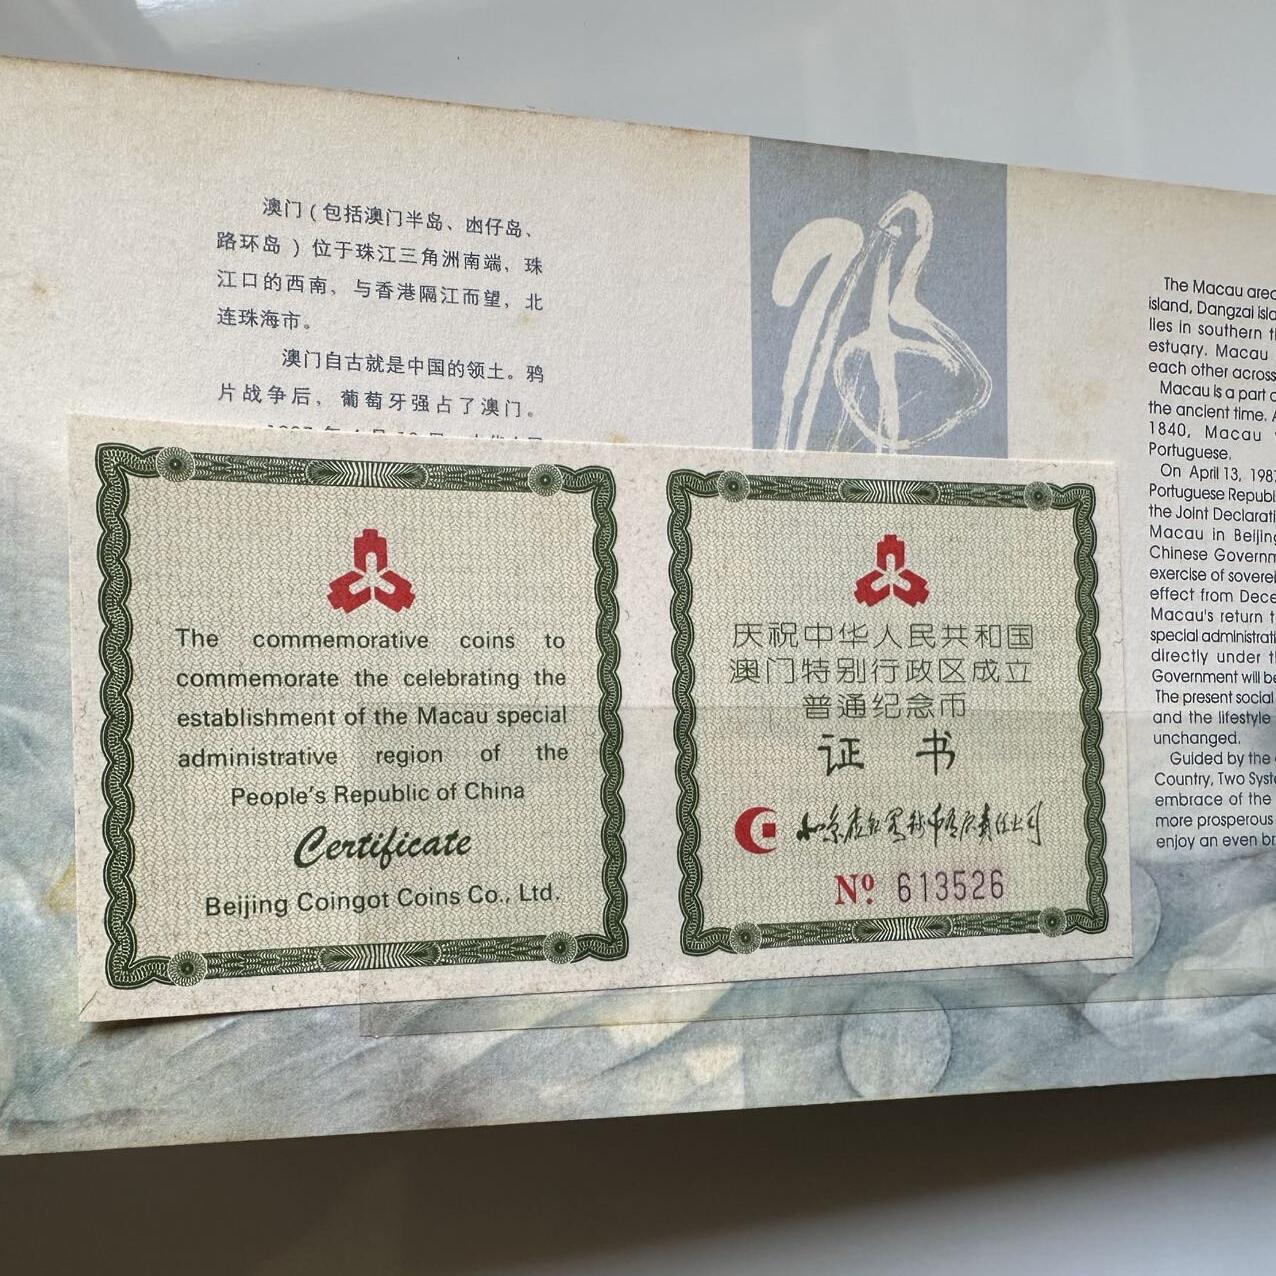 澳门（包括澳门半岛、凼仔岛、
路环岛）位于珠江三角洲南端，珠
江口的西南，与香港隔江而望，北
连珠海市。
澳门自古就是中国的领土。鸦
片战争后，葡萄牙强占了澳门。
The Macau area
island, Dangzai isla
lies in southern t
estuary. Macau
each other across
Macau is a part o
the ancient time. A
1840, Macau
Portuguese.
On April 13, 1987
Portuguese Republi
the Joint Declarati
Macau in Beijing
Chinese Governm
exercise of soverei
effect from Dece
Macau's return t
special administrati
directly under t
Government will be
The present social
and the lifestyle
unchanged.
Guided by the
Country, Two Syste
embrace of the
more prosperous
enjoy an even br
The commemorative coins to
commemorate the celebrating the
establishment of the Macau special
administrative region of the
People's Republic of China
Certificate
Beijing Coingot Coins Co., Ltd.
庆祝中华人民共和国
澳门特别行政区成立
普通纪念币
证 书
Nº 613526